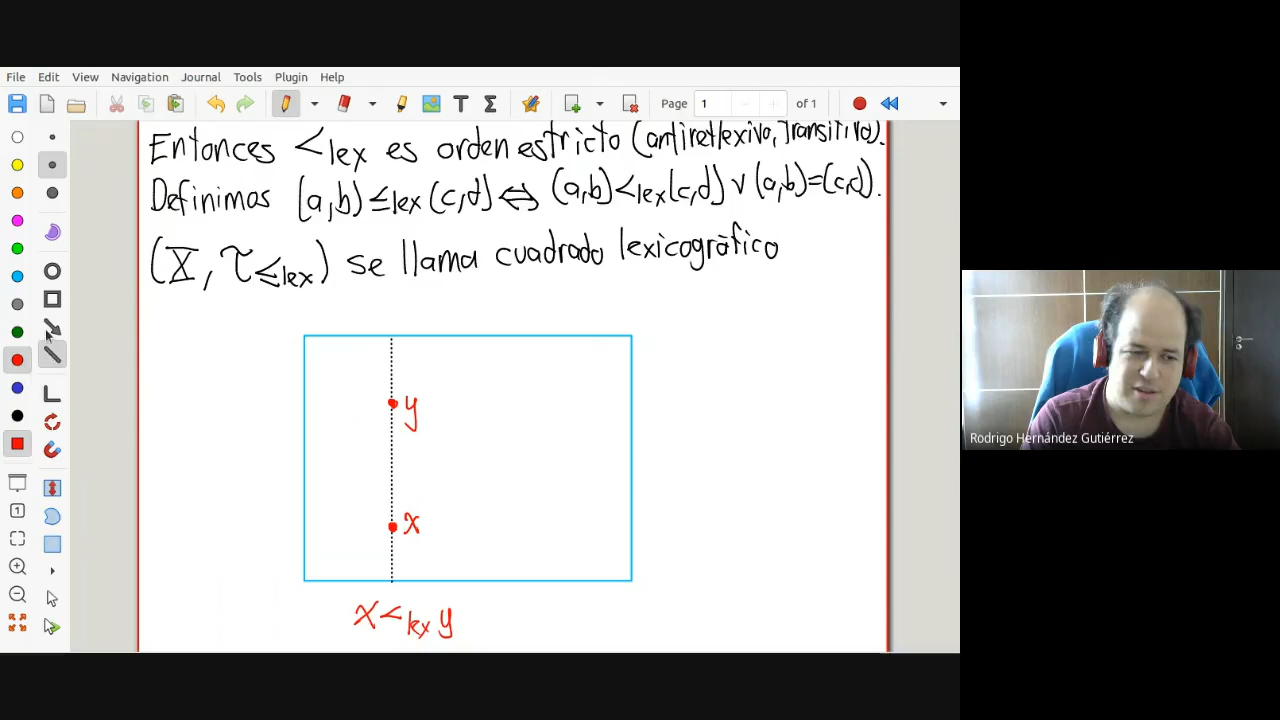 File Edit View Navigation Journal Tools Plugin Help
Page 1 of 1
Entonces <lex es orden estricto (antireflexivo, transitivo).
Definimos (a,b) ≤lex (c,d) ⇔ (a,b) <lex (c,d) ∨ (a,b)=(c,d).
(X, τ≤lex) se llama cuadrado lexicográfico
y
x
x <lex y
Rodrigo Hernández Gutiérrez